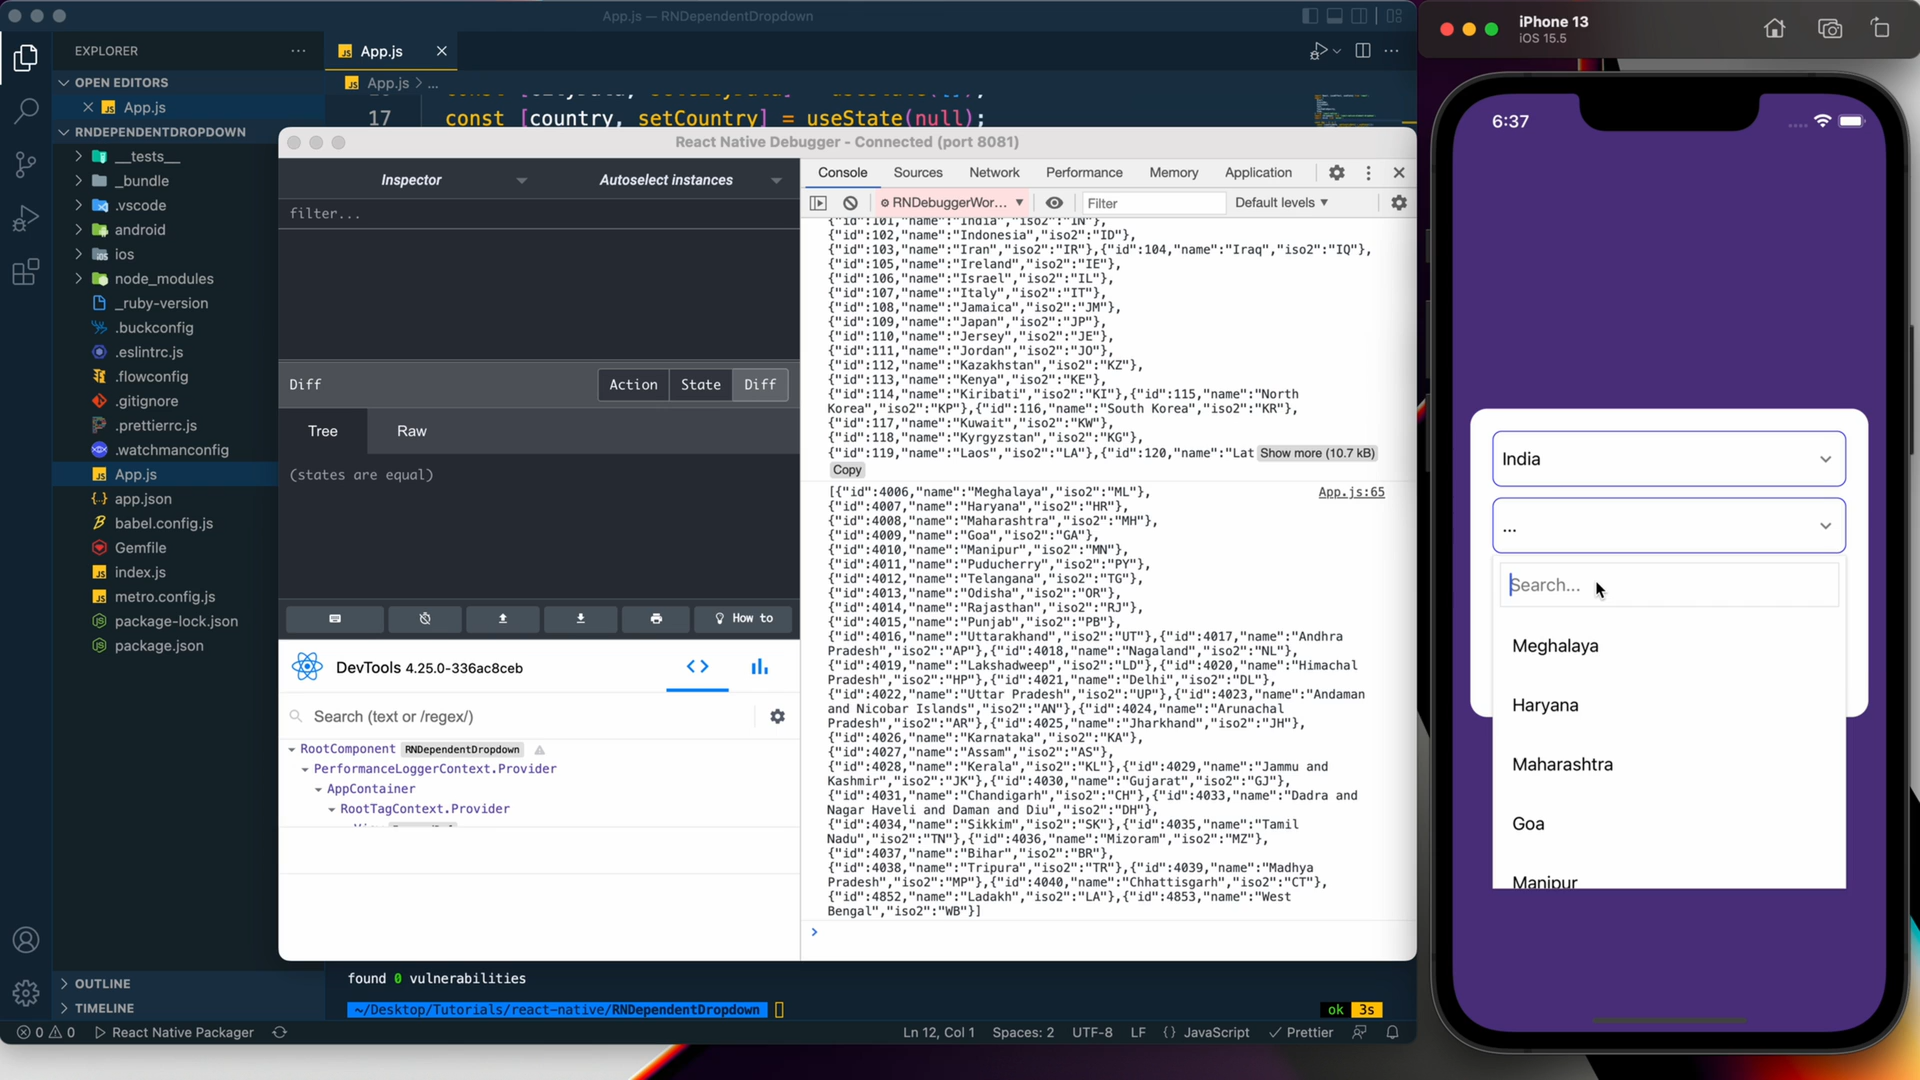 App.js — RNDependentDropdown
iPhone 13
iOS 15.5
EXPLORER
App.js
OPEN EDITORS
App.js
App.js > ...
RNDEPENDENTDROPDOWN
17 const [country, setCountry] = useState(null);
__tests__
_bundle
.vscode
android
ios
node_modules
_ruby-version
.buckconfig
.eslintrc.js
.flowconfig
.gitignore
.prettierrc.js
.watchmanconfig
App.js
app.json
babel.config.js
Gemfile
index.js
metro.config.js
package-lock.json
package.json
OUTLINE
TIMELINE
React Native Debugger - Connected (port 8081)
Inspector
Autoselect instances
filter...
Diff
Action
State
Diff
Tree
Raw
(states are equal)
How to
DevTools 4.25.0-336ac8ceb
Search (text or /regex/)
RootComponent RNDependentDropdown
PerformanceLoggerContext.Provider
AppContainer
RootTagContext.Provider
Console
Sources
Network
Performance
Memory
Application
RNDebuggerWor...
Filter
Default levels
{"id":101,"name":"India","iso2":"IN"},
{"id":102,"name":"Indonesia","iso2":"ID"},
{"id":103,"name":"Iran","iso2":"IR"},{"id":104,"name":"Iraq","iso2":"IQ"},
{"id":105,"name":"Ireland","iso2":"IE"},
{"id":106,"name":"Israel","iso2":"IL"},
{"id":107,"name":"Italy","iso2":"IT"},
{"id":108,"name":"Jamaica","iso2":"JM"},
{"id":109,"name":"Japan","iso2":"JP"},
{"id":110,"name":"Jersey","iso2":"JE"},
{"id":111,"name":"Jordan","iso2":"JO"},
{"id":112,"name":"Kazakhstan","iso2":"KZ"},
{"id":113,"name":"Kenya","iso2":"KE"},
{"id":114,"name":"Kiribati","iso2":"KI"},{"id":115,"name":"North
Korea","iso2":"KP"},{"id":116,"name":"South Korea","iso2":"KR"},
{"id":117,"name":"Kuwait","iso2":"KW"},
{"id":118,"name":"Kyrgyzstan","iso2":"KG"},
{"id":119,"name":"Laos","iso2":"LA"},{"id":120,"name":"Lat Show more (10.7 kB)
Copy
App.js:65
[{"id":4006,"name":"Meghalaya","iso2":"ML"},
{"id":4007,"name":"Haryana","iso2":"HR"},
{"id":4008,"name":"Maharashtra","iso2":"MH"},
{"id":4009,"name":"Goa","iso2":"GA"},
{"id":4010,"name":"Manipur","iso2":"MN"},
{"id":4011,"name":"Puducherry","iso2":"PY"},
{"id":4012,"name":"Telangana","iso2":"TG"},
{"id":4013,"name":"Odisha","iso2":"OR"},
{"id":4014,"name":"Rajasthan","iso2":"RJ"},
{"id":4015,"name":"Punjab","iso2":"PB"},
{"id":4016,"name":"Uttarakhand","iso2":"UT"},{"id":4017,"name":"Andhra
Pradesh","iso2":"AP"},{"id":4018,"name":"Nagaland","iso2":"NL"},
{"id":4019,"name":"Lakshadweep","iso2":"LD"},{"id":4020,"name":"Himachal
Pradesh","iso2":"HP"},{"id":4021,"name":"Delhi","iso2":"DL"},
{"id":4022,"name":"Uttar Pradesh","iso2":"UP"},{"id":4023,"name":"Andaman
and Nicobar Islands","iso2":"AN"},{"id":4024,"name":"Arunachal
Pradesh","iso2":"AR"},{"id":4025,"name":"Jharkhand","iso2":"JH"},
{"id":4026,"name":"Karnataka","iso2":"KA"},
{"id":4027,"name":"Assam","iso2":"AS"},
{"id":4028,"name":"Kerala","iso2":"KL"},{"id":4029,"name":"Jammu and
Kashmir","iso2":"JK"},{"id":4030,"name":"Gujarat","iso2":"GJ"},
{"id":4031,"name":"Chandigarh","iso2":"CH"},{"id":4033,"name":"Dadra and
Nagar Haveli and Daman and Diu","iso2":"DH"},
{"id":4034,"name":"Sikkim","iso2":"SK"},{"id":4035,"name":"Tamil
Nadu","iso2":"TN"},{"id":4036,"name":"Mizoram","iso2":"MZ"},
{"id":4037,"name":"Bihar","iso2":"BR"},
{"id":4038,"name":"Tripura","iso2":"TR"},{"id":4039,"name":"Madhya
Pradesh","iso2":"MP"},{"id":4040,"name":"Chhattisgarh","iso2":"CT"},
{"id":4852,"name":"Ladakh","iso2":"LA"},{"id":4853,"name":"West
Bengal","iso2":"WB"}]
>
found 0 vulnerabilities
~/Desktop/Tutorials/react-native/RNDependentDropdown
ok 3s
0 0 React Native Packager
Ln 12, Col 1 Spaces: 2 UTF-8 LF {} JavaScript Prettier
6:37
India
...
Search...
Meghalaya
Haryana
Maharashtra
Goa
Manipur